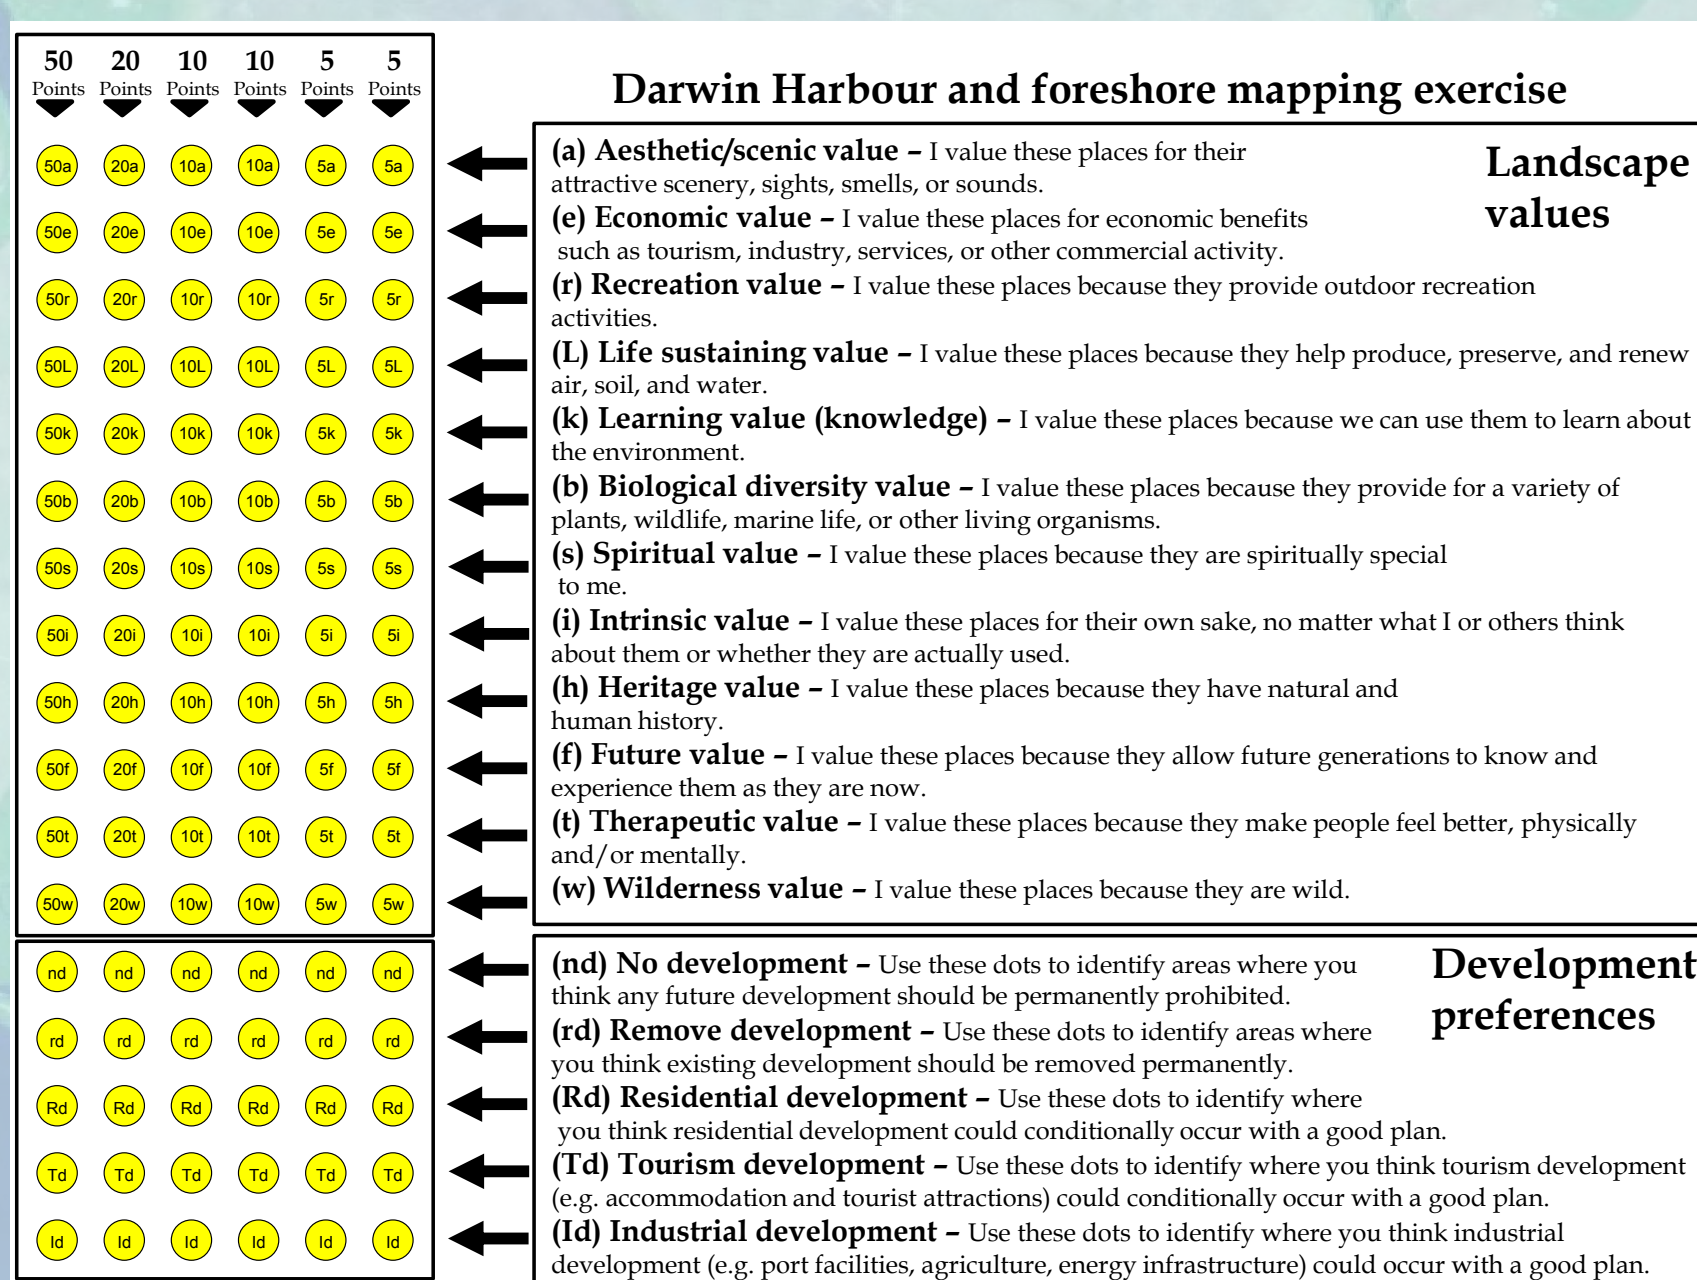 50 20 10 10 5 5
Points Points Points Points Points Points
Darwin Harbour and foreshore mapping exercise
Landscape
values
50a 20a 10a 10a 5a 5a
(a) Aesthetic/scenic value – I value these places for their
attractive scenery, sights, smells, or sounds.
50e 20e 10e 10e 5e 5e
(e) Economic value – I value these places for economic benefits
such as tourism, industry, services, or other commercial activity.
50r 20r 10r 10r 5r 5r
(r) Recreation value – I value these places because they provide outdoor recreation
activities.
50L 20L 10L 10L 5L 5L
(L) Life sustaining value – I value these places because they help produce, preserve, and renew
air, soil, and water.
50k 20k 10k 10k 5k 5k
(k) Learning value (knowledge) – I value these places because we can use them to learn about
the environment.
50b 20b 10b 10b 5b 5b
(b) Biological diversity value – I value these places because they provide for a variety of
plants, wildlife, marine life, or other living organisms.
50s 20s 10s 10s 5s 5s
(s) Spiritual value – I value these places because they are spiritually special
to me.
50i 20i 10i 10i 5i 5i
(i) Intrinsic value – I value these places for their own sake, no matter what I or others think
about them or whether they are actually used.
50h 20h 10h 10h 5h 5h
(h) Heritage value – I value these places because they have natural and
human history.
50f 20f 10f 10f 5f 5f
(f) Future value – I value these places because they allow future generations to know and
experience them as they are now.
50t 20t 10t 10t 5t 5t
(t) Therapeutic value – I value these places because they make people feel better, physically
and/or mentally.
50w 20w 10w 10w 5w 5w
(w) Wilderness value – I value these places because they are wild.
Development
preferences
nd nd nd nd nd nd
(nd) No development – Use these dots to identify areas where you
think any future development should be permanently prohibited.
rd rd rd rd rd rd
(rd) Remove development – Use these dots to identify areas where
you think existing development should be removed permanently.
Rd Rd Rd Rd Rd Rd
(Rd) Residential development – Use these dots to identify where
you think residential development could conditionally occur with a good plan.
Td Td Td Td Td Td
(Td) Tourism development – Use these dots to identify where you think tourism development
(e.g. accommodation and tourist attractions) could conditionally occur with a good plan.
Id Id Id Id Id Id
(Id) Industrial development – Use these dots to identify where you think industrial
development (e.g. port facilities, agriculture, energy infrastructure) could occur with a good plan.